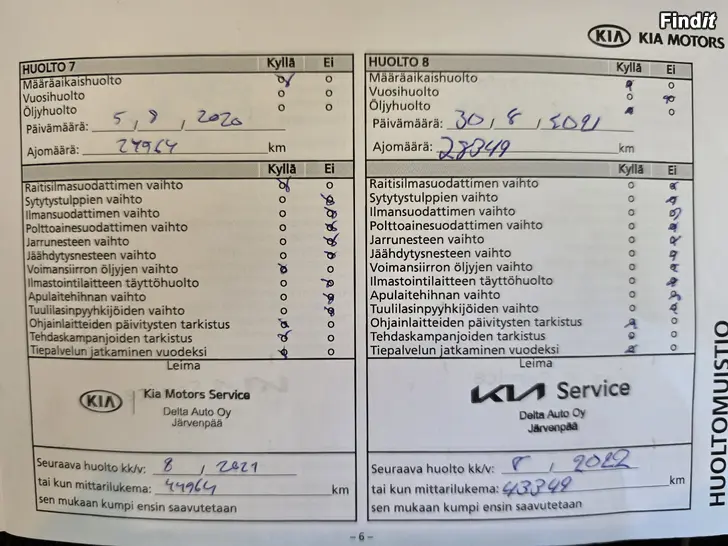 Findit
KIA KIA MOTORS
HUOLTO 7 Kyllä Ei
Määräaikaishuolto
Vuosihuolto
Öljyhuolto
Päivämäärä: 5, 8, 2020
Ajomäärä: 27964 km
Kyllä Ei
Raitisilmasuodattimen vaihto
Sytytystulppien vaihto
Ilmansuodattimen vaihto
Polttoainesuodattimen vaihto
Jarrunesteen vaihto
Jäähdytysnesteen vaihto
Voimansiirron öljyjen vaihto
Ilmastointilaitteen täyttöhuolto
Apulaitehihnan vaihto
Tuulilasinpyyhkijöiden vaihto
Ohjainlaitteiden päivitysten tarkistus
Tehdaskampanjoiden tarkistus
Tiepalvelun jatkaminen vuodeksi
Leima
KIA Kia Motors Service
Delta Auto Oy
Järvenpää
Seuraava huolto kk/v: 8, 2021
tai kun mittarilukema: 44964 km
sen mukaan kumpi ensin saavutetaan
HUOLTO 8 Kyllä Ei
Määräaikaishuolto
Vuosihuolto
Öljyhuolto
Päivämäärä: 30, 8, 2021
Ajomäärä: 28349 km
Kyllä Ei
Raitisilmasuodattimen vaihto
Sytytystulppien vaihto
Ilmansuodattimen vaihto
Polttoainesuodattimen vaihto
Jarrunesteen vaihto
Jäähdytysnesteen vaihto
Voimansiirron öljyjen vaihto
Ilmastointilaitteen täyttöhuolto
Apulaitehihnan vaihto
Tuulilasinpyyhkijöiden vaihto
Ohjainlaitteiden päivitysten tarkistus
Tehdaskampanjoiden tarkistus
Tiepalvelun jatkaminen vuodeksi
Leima
KIA Service
Delta Auto Oy
Järvenpää
Seuraava huolto kk/v: 8, 2022
tai kun mittarilukema: 43349 km
sen mukaan kumpi ensin saavutetaan
HUOLTOMUISTIO
– 6 –